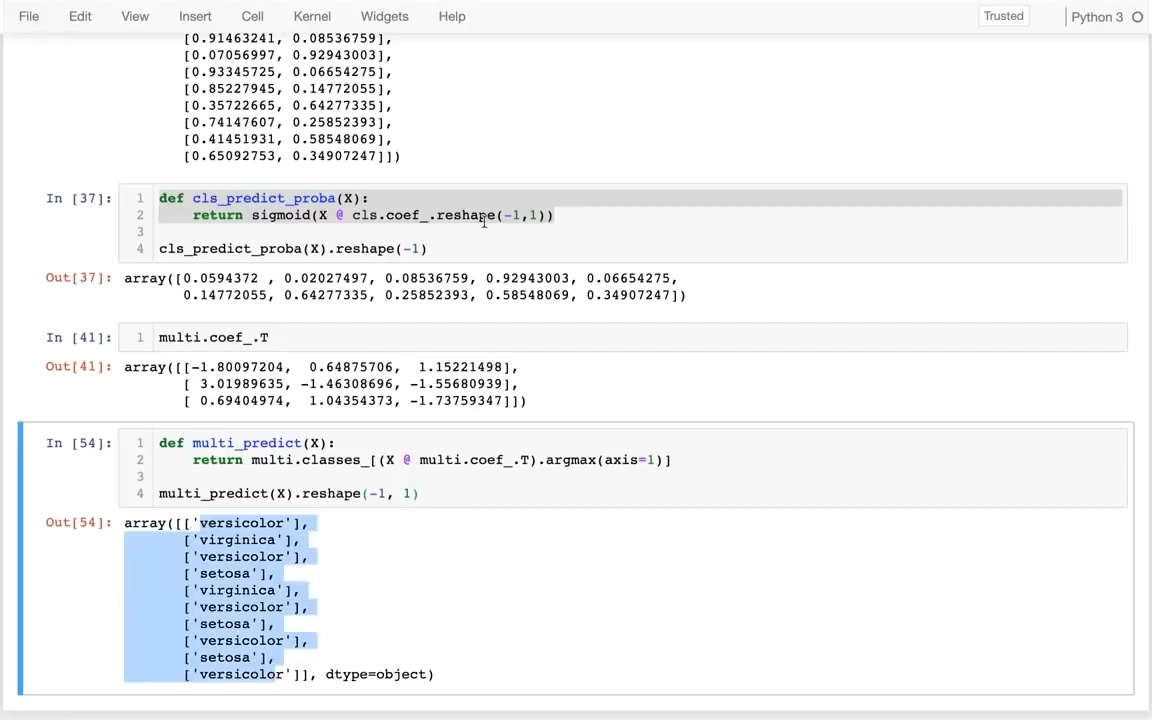 File Edit View Insert Cell Kernel Widgets Help Trusted Python 3
[0.91463241, 0.08536759],
[0.07056997, 0.92943003],
[0.93345725, 0.06654275],
[0.85227945, 0.14772055],
[0.35722665, 0.64277335],
[0.74147607, 0.25852393],
[0.41451931, 0.58548069],
[0.65092753, 0.34907247]])
In [37]: 1 def cls_predict_proba(X):
2 return sigmoid(X @ cls.coef_.reshape(-1,1))
3
4 cls_predict_proba(X).reshape(-1)
Out[37]: array([0.0594372 , 0.02027497, 0.08536759, 0.92943003, 0.06654275,
0.14772055, 0.64277335, 0.25852393, 0.58548069, 0.34907247])
In [41]: 1 multi.coef_.T
Out[41]: array([[-1.80097204, 0.64875706, 1.15221498],
[ 3.01989635, -1.46308696, -1.55680939],
[ 0.69404974, 1.04354373, -1.73759347]])
In [54]: 1 def multi_predict(X):
2 return multi.classes_[(X @ multi.coef_.T).argmax(axis=1)]
3
4 multi_predict(X).reshape(-1, 1)
Out[54]: array([['versicolor'],
['virginica'],
['versicolor'],
['setosa'],
['virginica'],
['versicolor'],
['setosa'],
['versicolor'],
['setosa'],
['versicolor']], dtype=object)